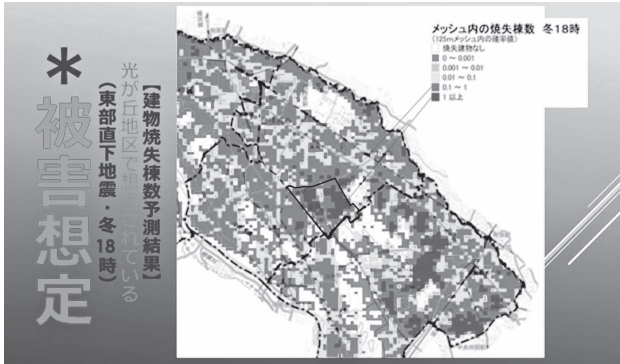 *被害想定
光が丘地区で想定されている
【建物焼失棟数予測結果】
(東部直下地震・冬18時)
メッシュ内の焼失棟数 冬18時
(125mメッシュ内の確率値)
焼失建物なし
0 ～ 0.001
0.001 ～ 0.01
0.01 ～ 0.1
0.1 ～ 1
1 以上